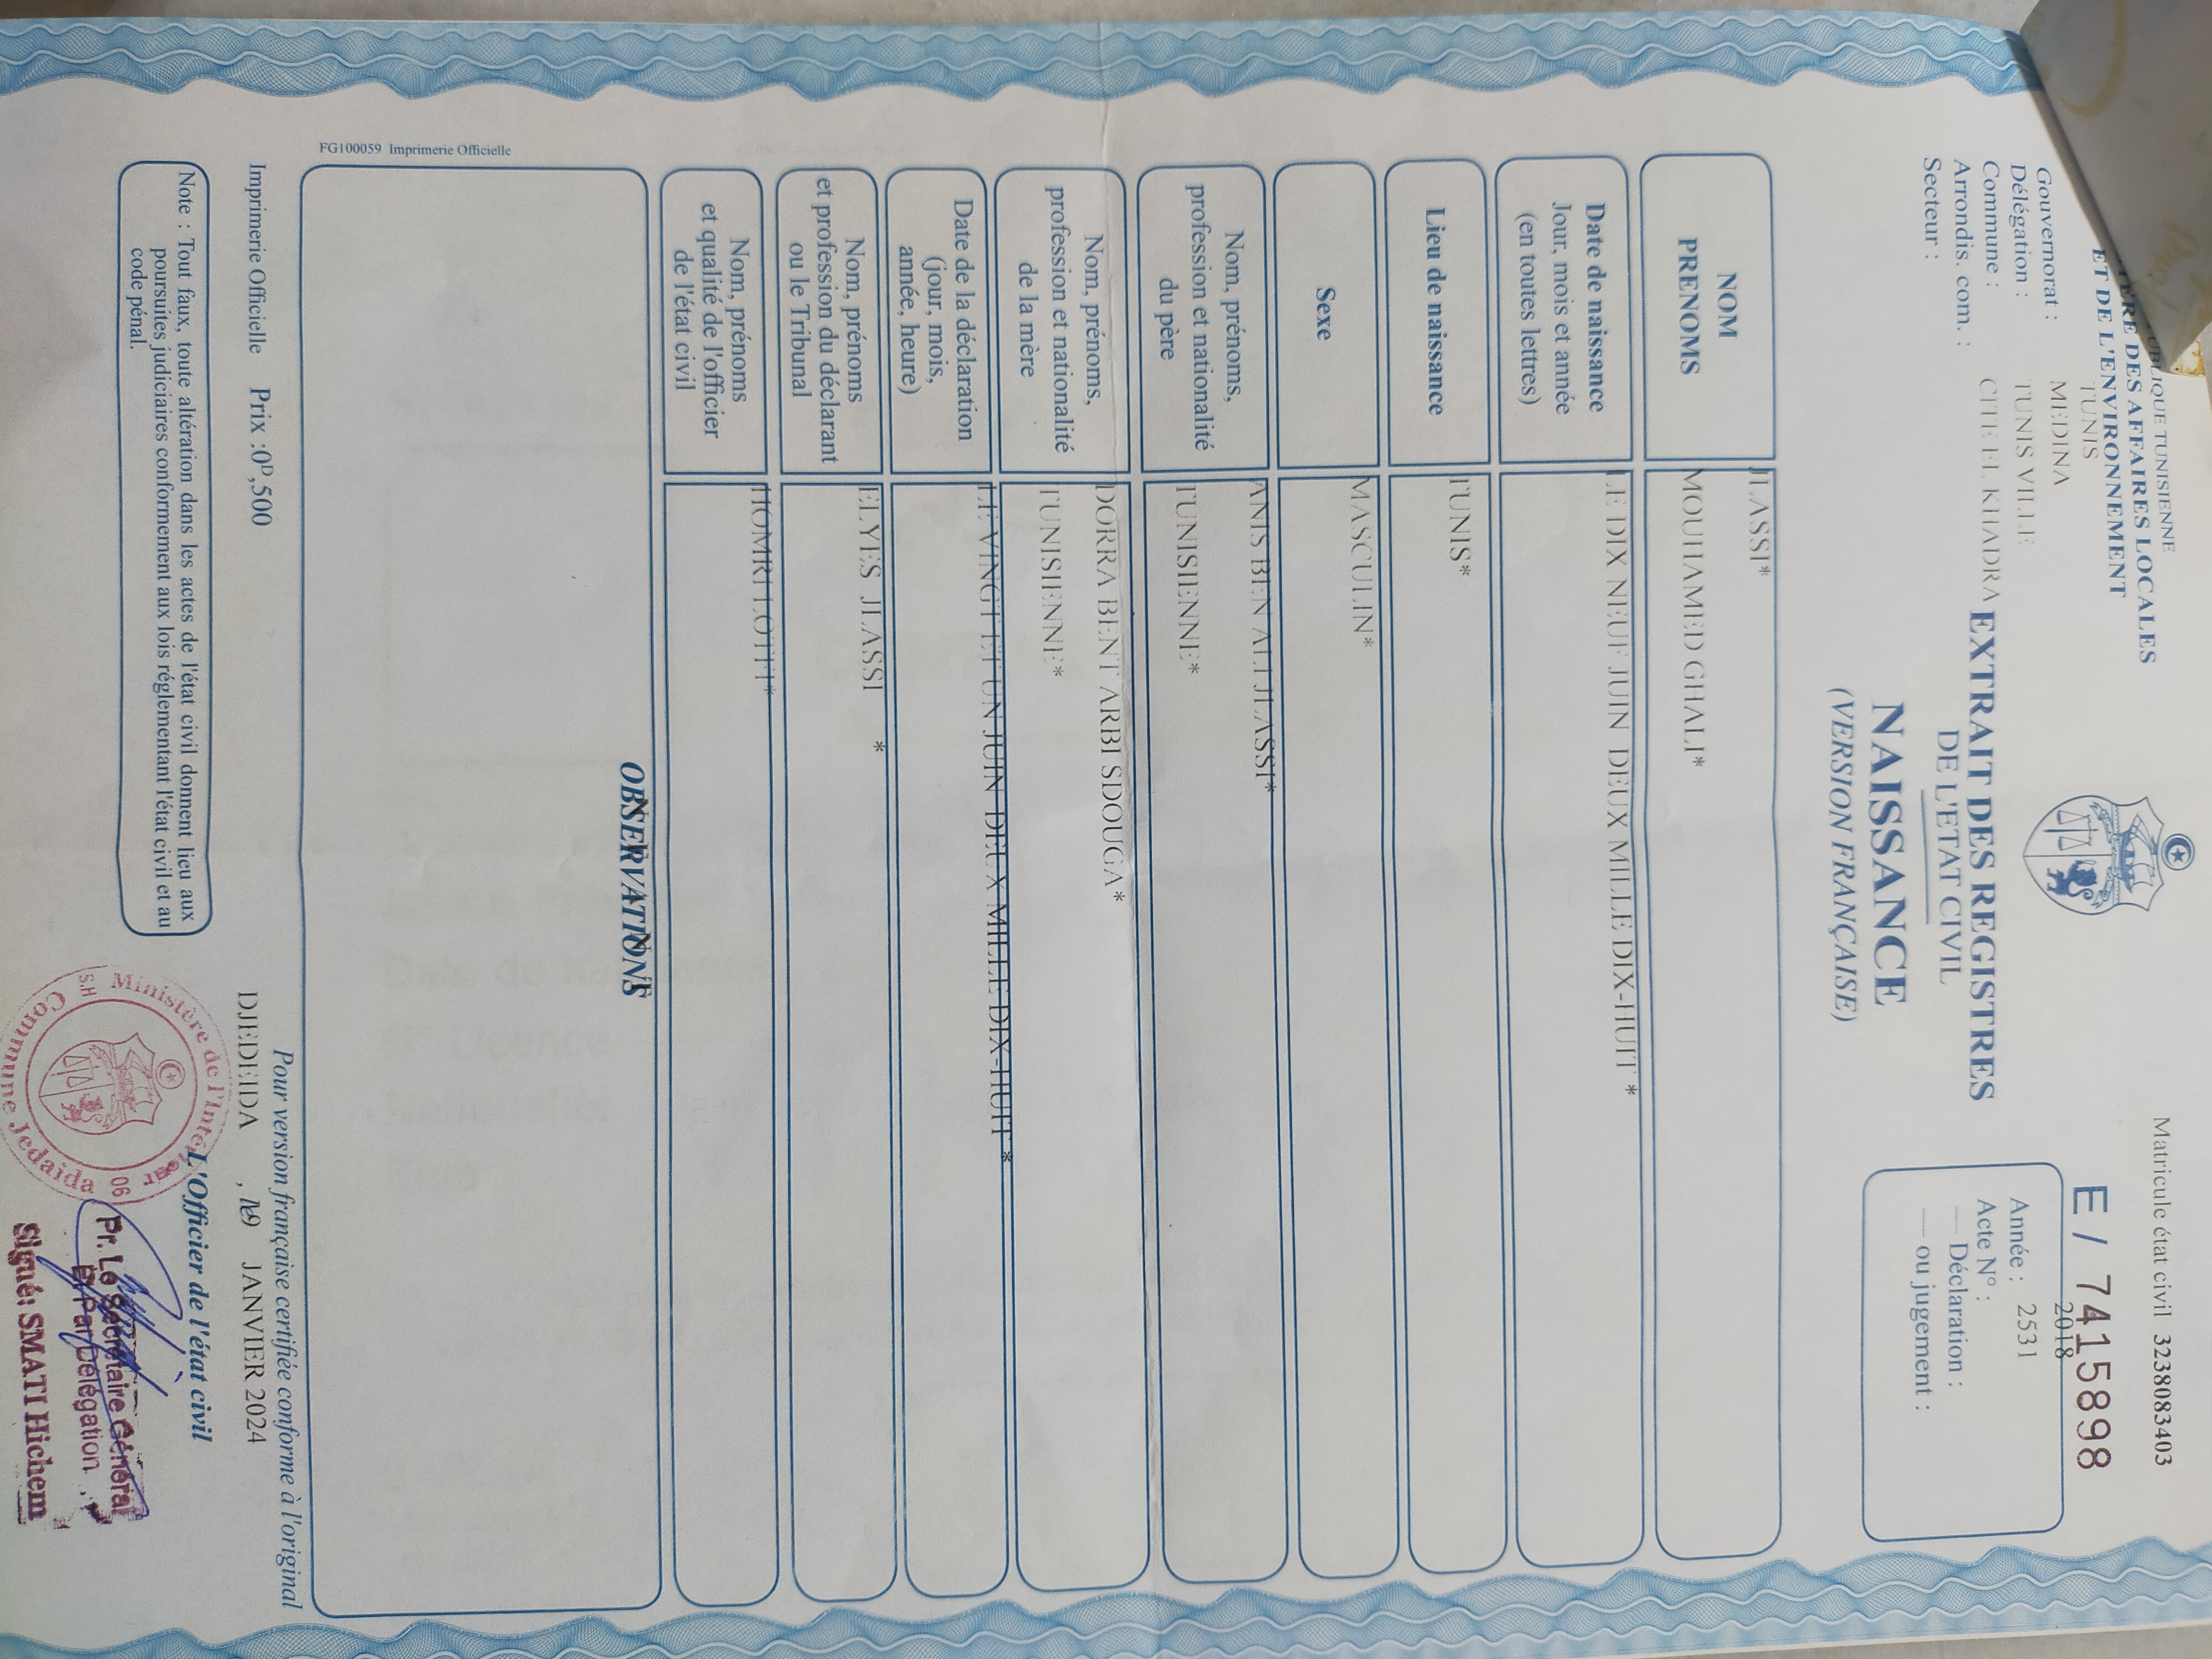 PUBLIQUE TUNISIENNE
DES AFFAIRES LOCALES
ET DE L'ENVIRONNEMENT
TUNIS
Gouvernorat : MEDINA
Délégation : TUNIS VILLE
Commune : CITE EL KHADRA
Arrondis. com. :
Secteur :
Matricule état civil 3238083403
E / 7415898
2018
Année : 2531
Acte N° :
— Déclaration :
— ou jugement :
EXTRAIT DES REGISTRES
DE L'ETAT CIVIL
NAISSANCE
(VERSION FRANÇAISE)
NOM
PRENOMS
JLASSI*
MOUHAMED GHALI*
Date de naissance
Jour, mois et année
(en toutes lettres)
LE DIX NEUF JUIN DEUX MILLE DIX-HUIT *
Lieu de naissance
TUNIS*
Sexe
MASCULIN*
Nom, prénoms,
profession et nationalité
du père
ANIS BEN ALI JLASSI*
TUNISIENNE*
Nom, prénoms,
profession et nationalité
de la mère
DORRA BENT ARBI SDOUGA*
TUNISIENNE*
Date de la déclaration
(jour, mois,
année, heure)
LE VINGT ET UN JUIN DEUX MILLE DIX-HUIT *
Nom, prénoms
et profession du déclarant
ou le Tribunal
ELYES JLASSI *
Nom, prénoms
et qualité de l'officier
de l'état civil
HOMRI LOTFI*
OBSERVATIONS
FG100059 Imprimerie Officielle
Imprimerie Officielle Prix :0ᴰ,500
Note : Tout faux, toute altération dans les actes de l'état civil donnent lieu aux
poursuites judiciaires conformement aux lois réglementant l'état civil et au
code pénal.
Pour version française certifiée conforme à l'original
DJEDEIDA , le 9 JANVIER 2024
L'Officier de l'état civil
Ministère de l'Intérieur
Commune Jedaida
S.H
06
Pr. Le Secrétaire Général
Et Par Délégation
Signé: SMATI Hichem